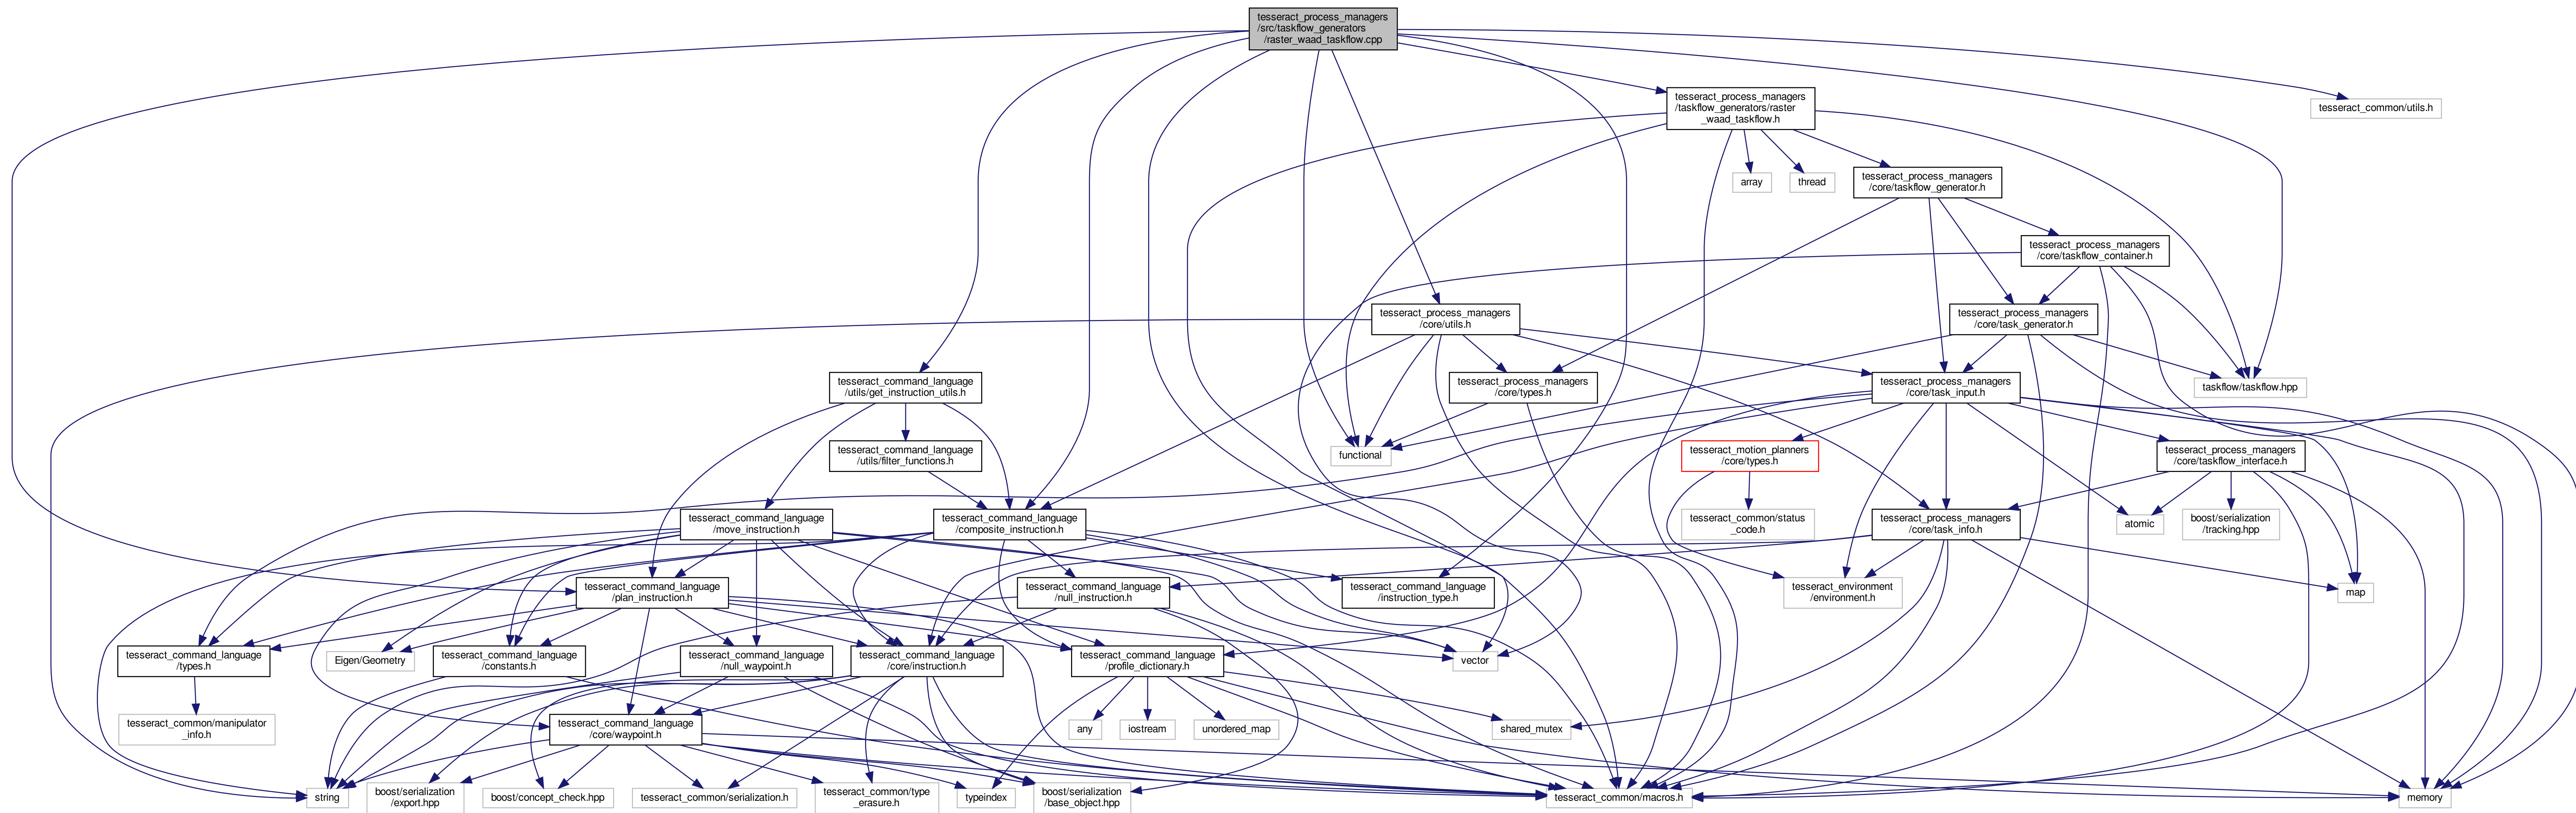 tesseract_process_managers
/src/taskflow_generators
/raster_waad_taskflow.cpp
tesseract_process_managers
/taskflow_generators/raster
_waad_taskflow.h
tesseract_common/utils.h
array
thread
tesseract_process_managers
/core/taskflow_generator.h
tesseract_process_managers
/core/taskflow_container.h
tesseract_process_managers
/core/utils.h
tesseract_process_managers
/core/task_generator.h
tesseract_command_language
/utils/get_instruction_utils.h
tesseract_process_managers
/core/types.h
tesseract_process_managers
/core/task_input.h
taskflow/taskflow.hpp
tesseract_command_language
/utils/filter_functions.h
functional
tesseract_motion_planners
/core/types.h
tesseract_process_managers
/core/taskflow_interface.h
tesseract_command_language
/move_instruction.h
tesseract_command_language
/composite_instruction.h
tesseract_common/status
_code.h
tesseract_process_managers
/core/task_info.h
atomic
boost/serialization
/tracking.hpp
tesseract_command_language
/plan_instruction.h
tesseract_command_language
/null_instruction.h
tesseract_command_language
/instruction_type.h
tesseract_environment
/environment.h
map
tesseract_command_language
/types.h
Eigen/Geometry
tesseract_command_language
/constants.h
tesseract_command_language
/null_waypoint.h
tesseract_command_language
/core/instruction.h
tesseract_command_language
/profile_dictionary.h
vector
tesseract_common/manipulator
_info.h
tesseract_command_language
/core/waypoint.h
any
iostream
unordered_map
shared_mutex
string
boost/serialization
/export.hpp
boost/concept_check.hpp
tesseract_common/serialization.h
tesseract_common/type
_erasure.h
typeindex
boost/serialization
/base_object.hpp
tesseract_common/macros.h
memory